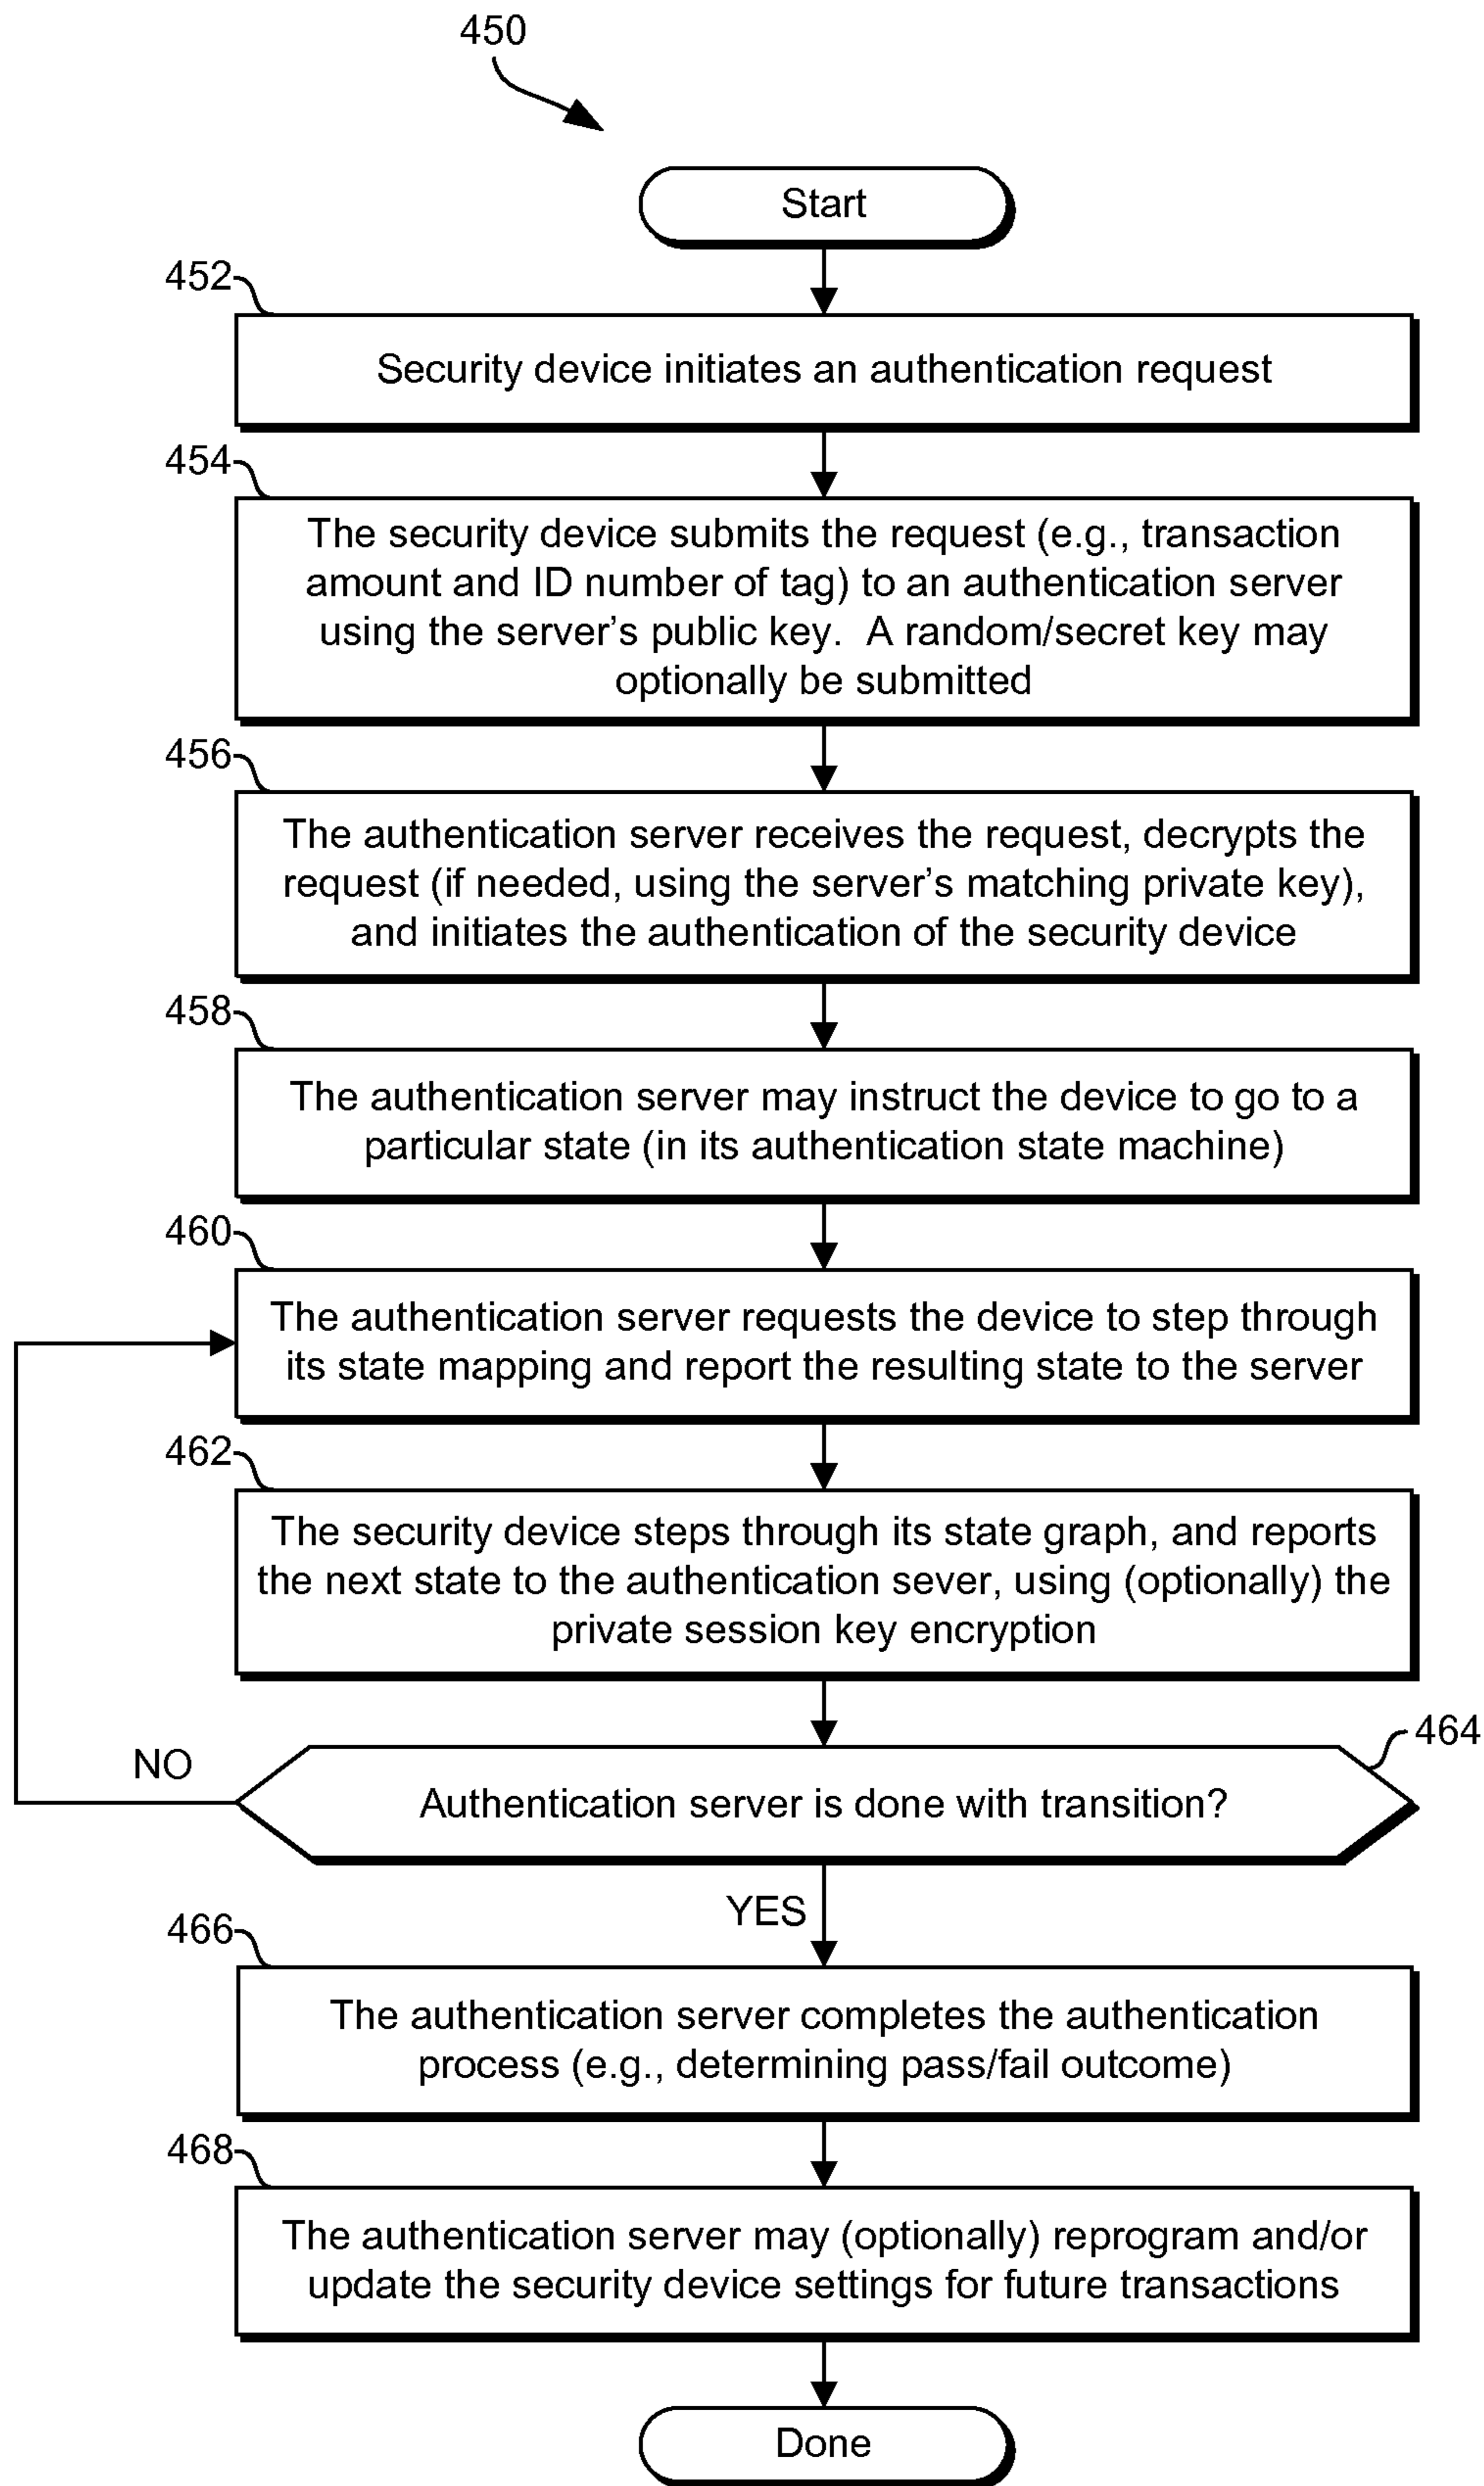 450
Start
452
Security device initiates an authentication request
454
The security device submits the request (e.g., transaction
amount and ID number of tag) to an authentication server
using the server's public key. A random/secret key may
optionally be submitted
456
The authentication server receives the request, decrypts the
request (if needed, using the server's matching private key),
and initiates the authentication of the security device
458
The authentication server may instruct the device to go to a
particular state (in its authentication state machine)
460
The authentication server requests the device to step through
its state mapping and report the resulting state to the server
462
The security device steps through its state graph, and reports
the next state to the authentication sever, using (optionally) the
private session key encryption
464
NO
Authentication server is done with transition?
YES
466
The authentication server completes the authentication
process (e.g., determining pass/fail outcome)
468
The authentication server may (optionally) reprogram and/or
update the security device settings for future transactions
Done